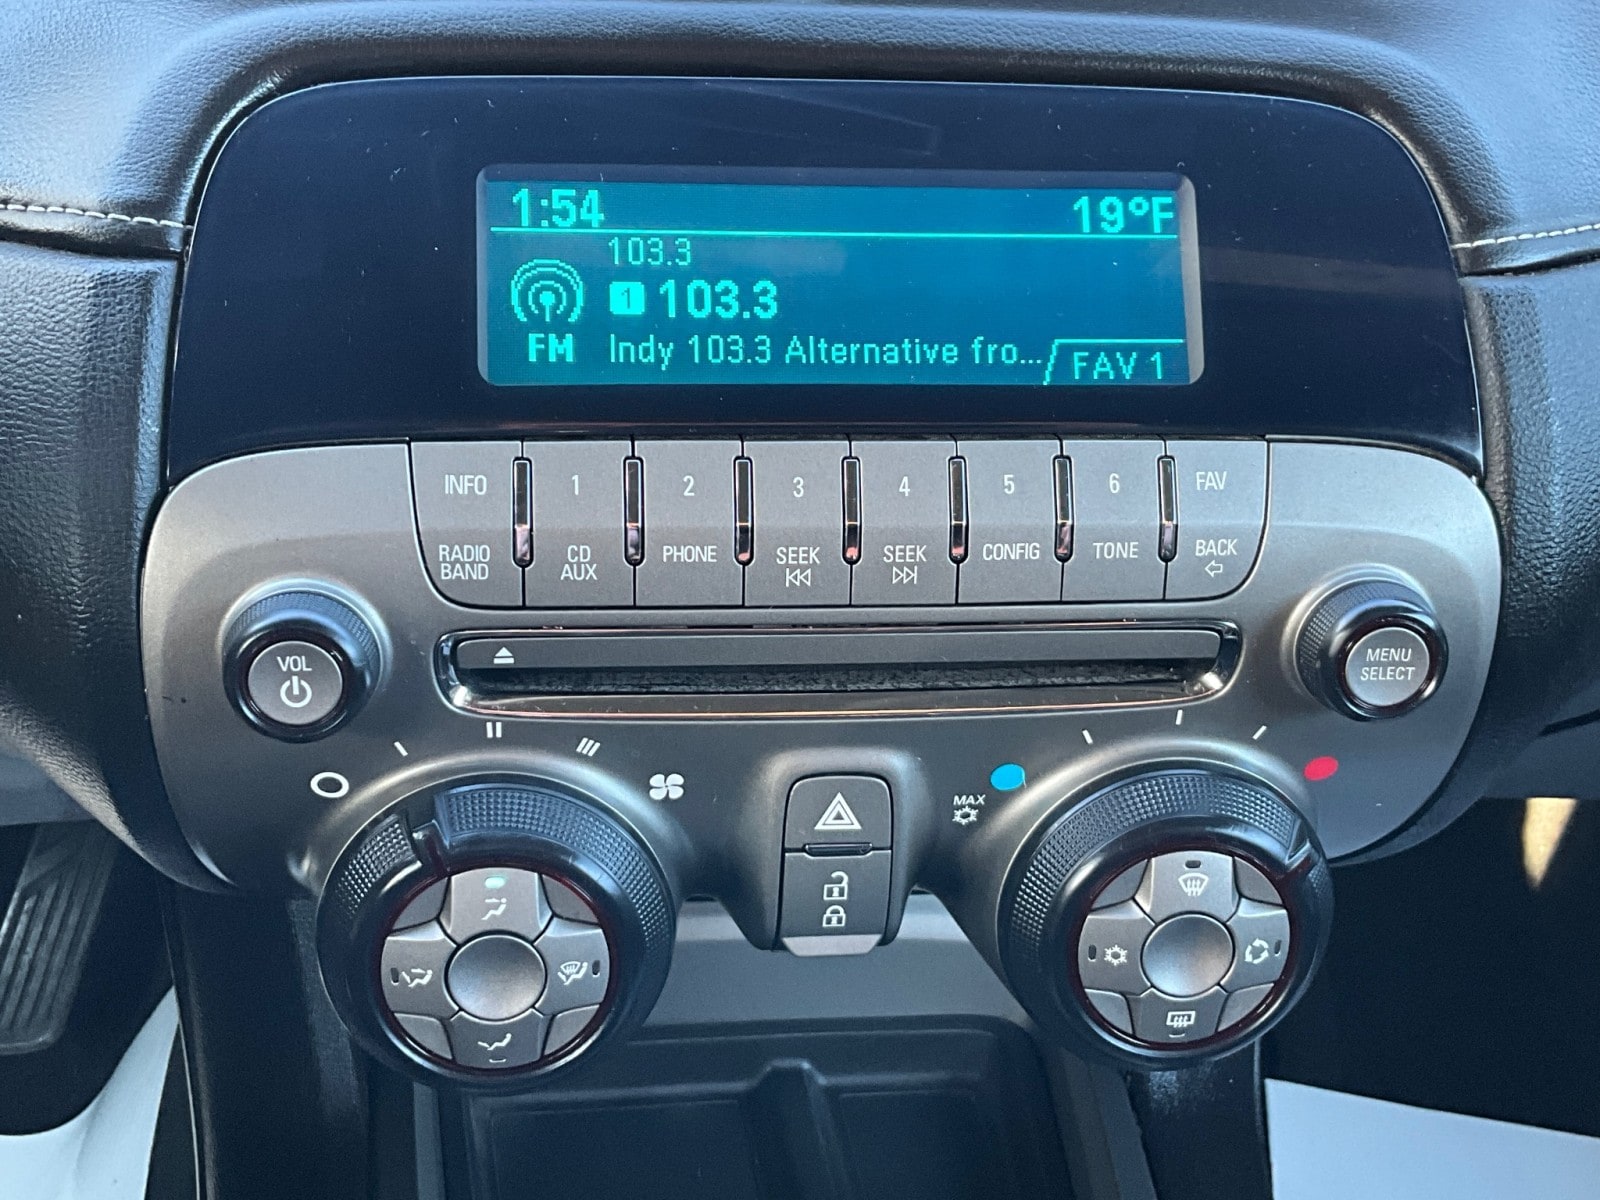 1:54 19°F
103.3
1 103.3
FM Indy 103.3 Alternative fro... FAV 1
INFO 1 2 3 4 5 6 FAV
RADIO BAND CD AUX PHONE SEEK SEEK CONFIG TONE BACK
VOL
MENU
SELECT
MAX